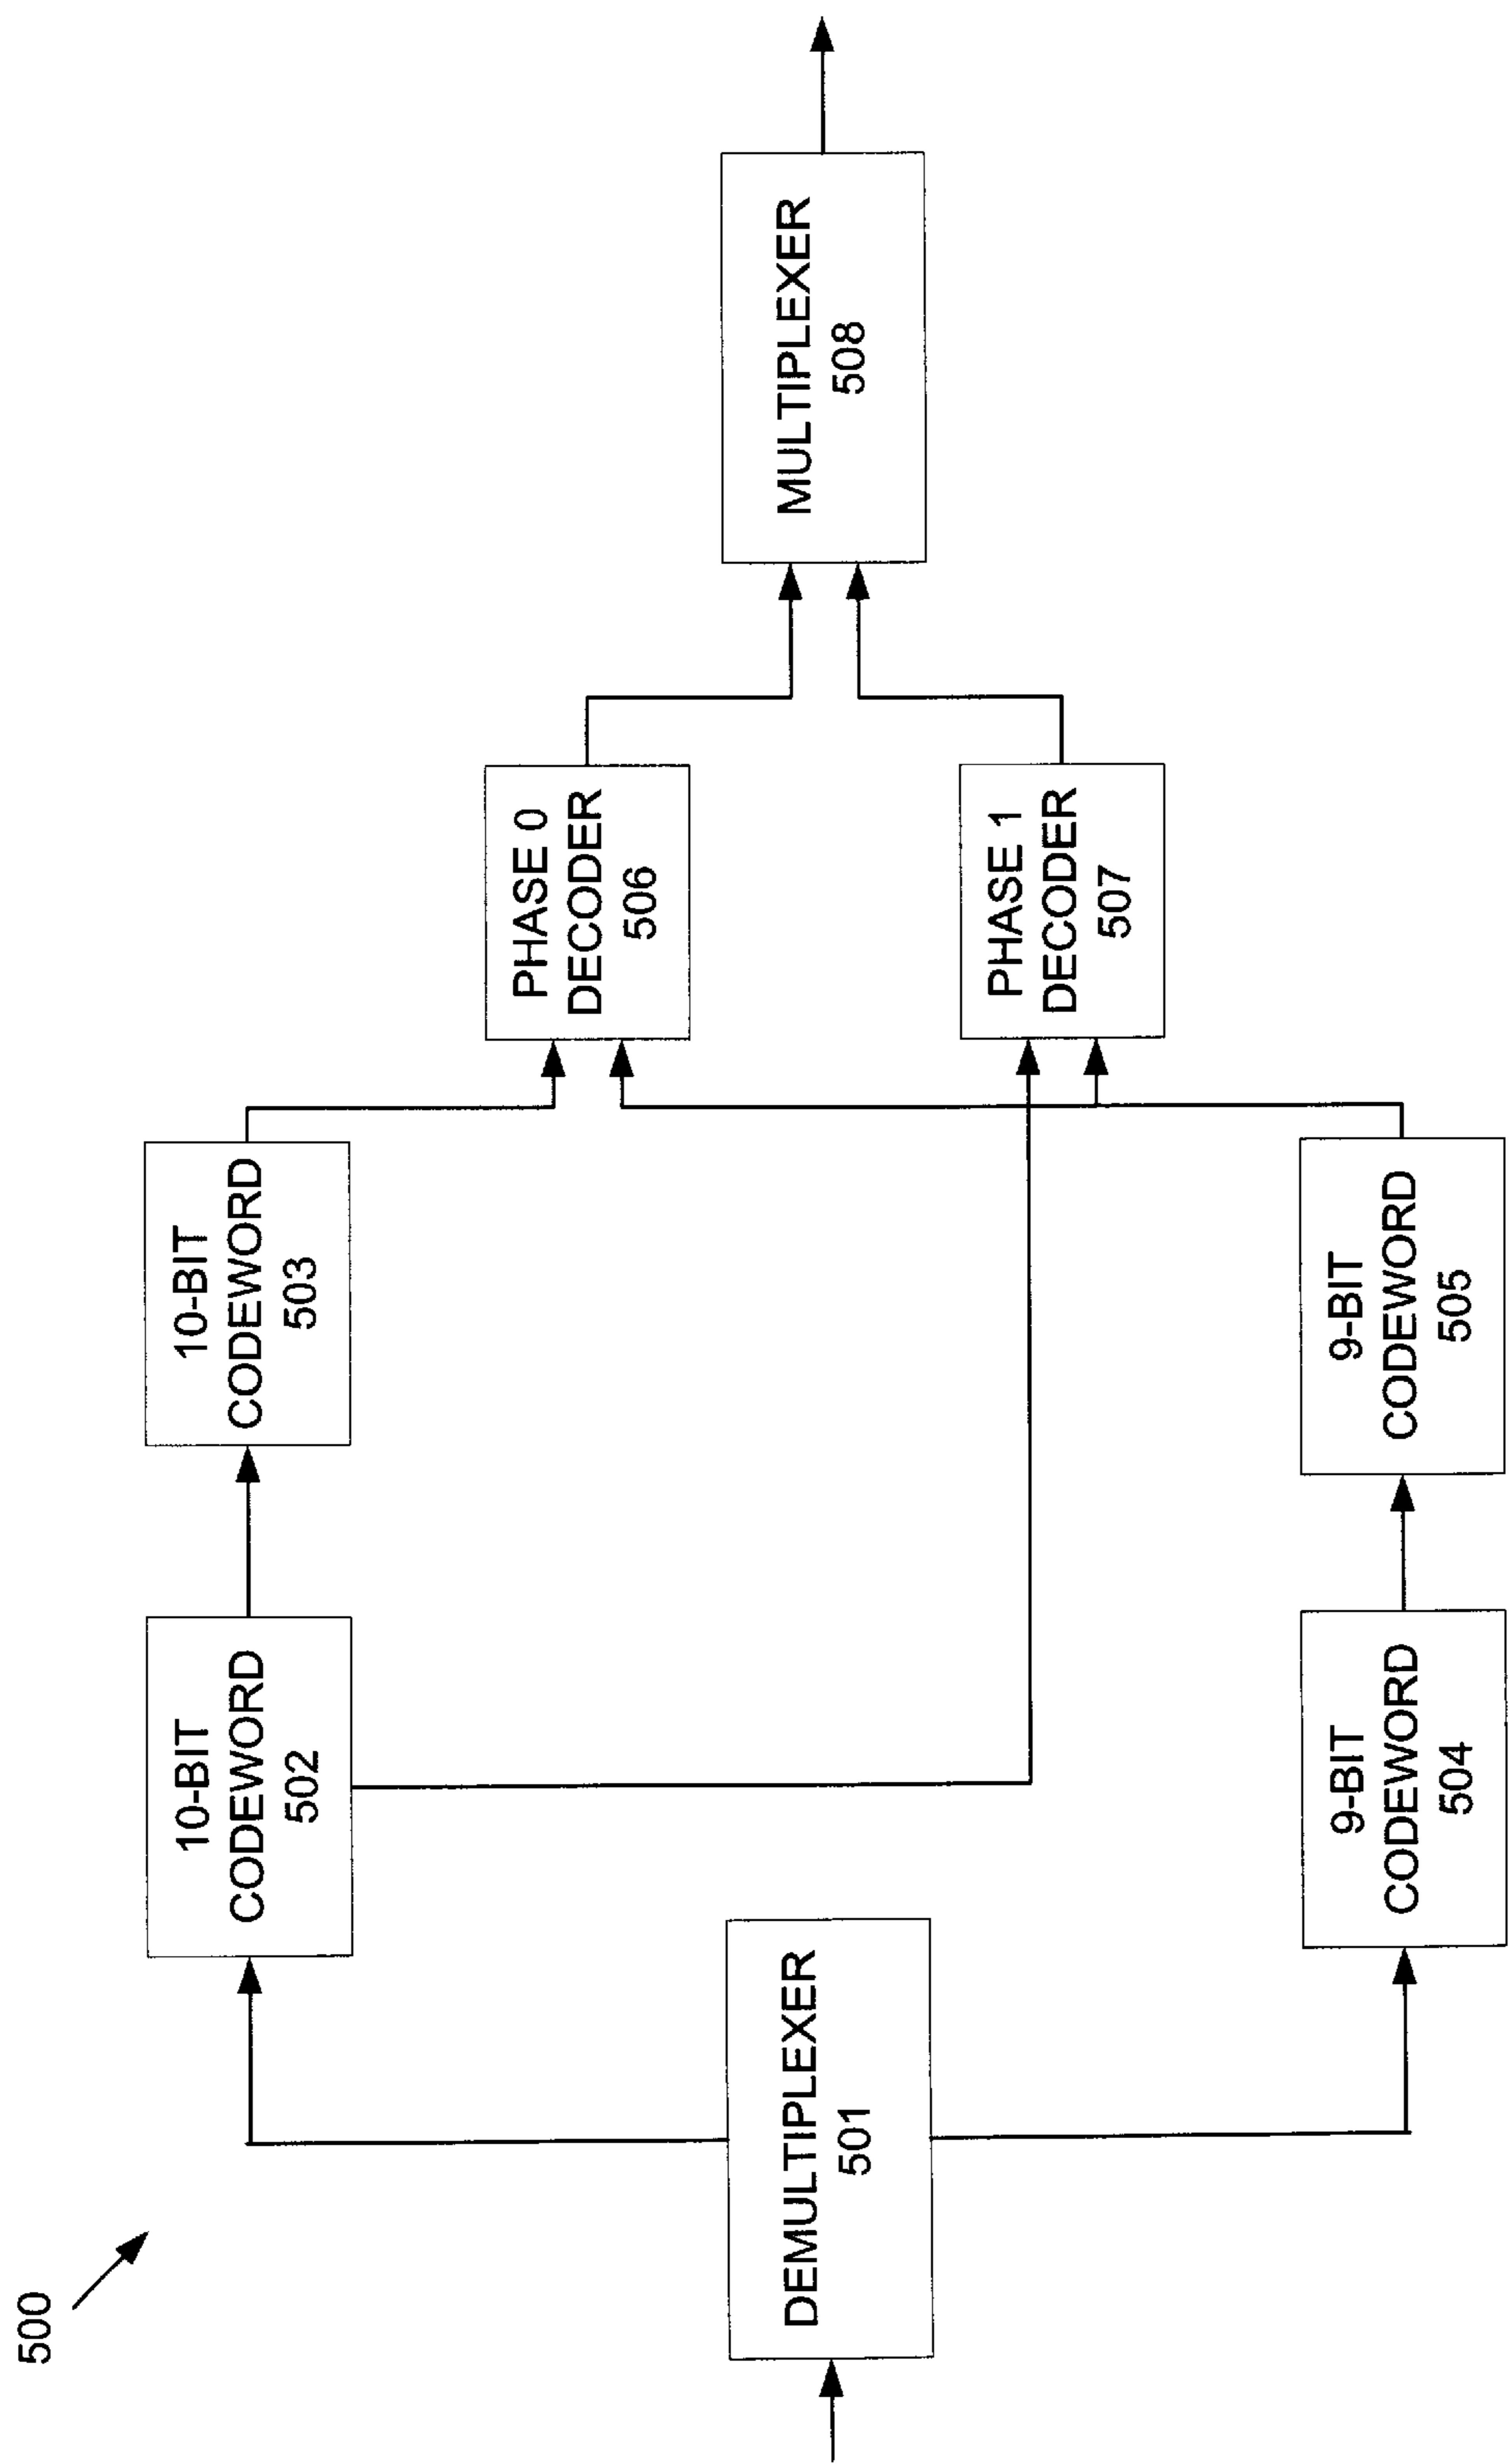 500
DEMULTIPLEXER
501
10-BIT
CODEWORD
502
10-BIT
CODEWORD
503
9-BIT
CODEWORD
504
9-BIT
CODEWORD
505
PHASE 0
DECODER
506
PHASE 1
DECODER
507
MULTIPLEXER
508